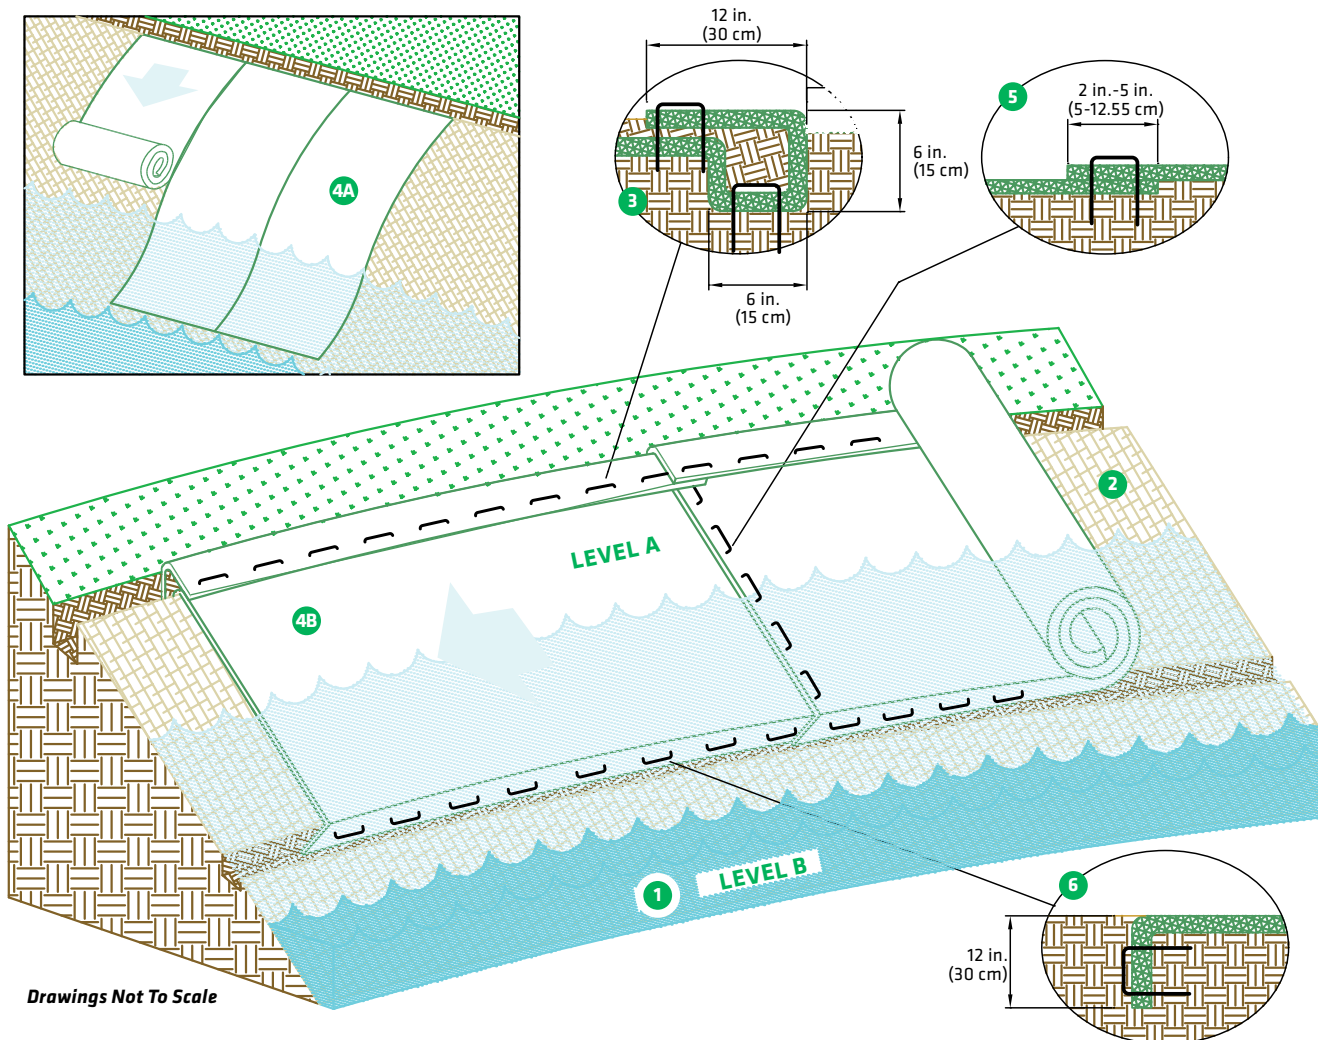 4A
12 in.
(30 cm)
6 in.
(15 cm)
3
6 in.
(15 cm)
5
2 in.-5 in.
(5-12.55 cm)
2
LEVEL A
4B
1
LEVEL B
6
12 in.
(30 cm)
Drawings Not To Scale